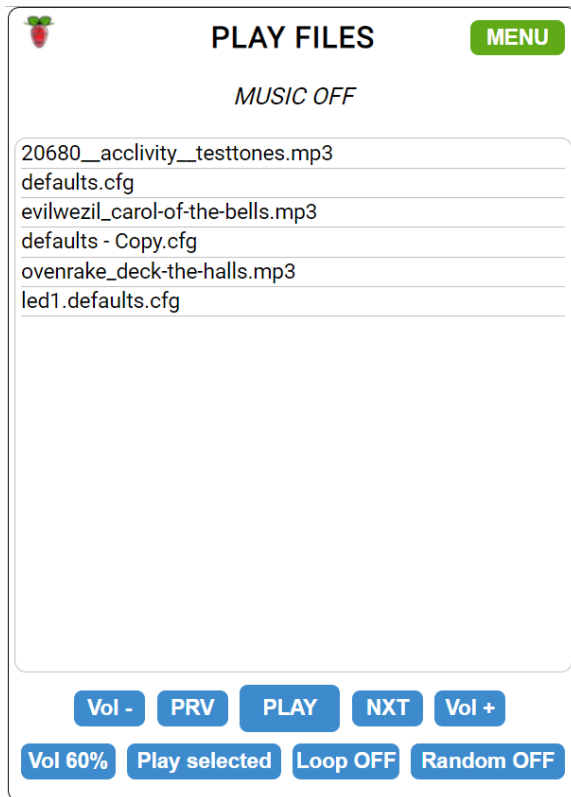 PLAY FILES
MENU
MUSIC OFF
20680__acclivity__testtones.mp3
defaults.cfg
evilwezil_carol-of-the-bells.mp3
defaults - Copy.cfg
ovenrake_deck-the-halls.mp3
led1.defaults.cfg
Vol - PRV PLAY NXT Vol +
Vol 60% Play selected Loop OFF Random OFF